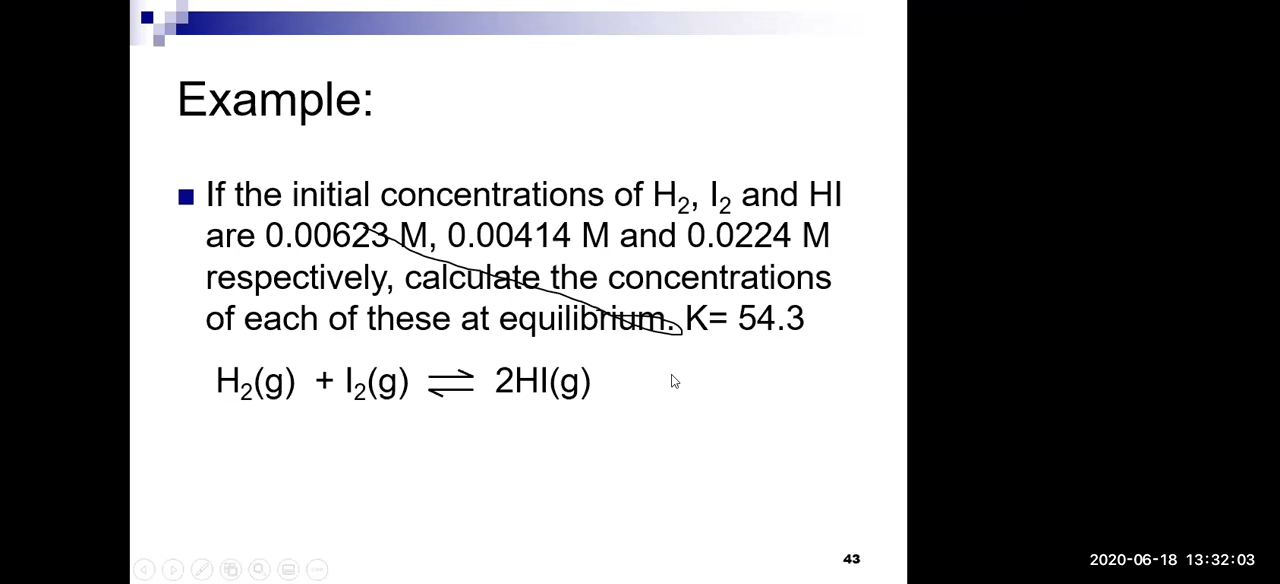 Example:
If the initial concentrations of H₂, I₂ and HI
are 0.00623 M, 0.00414 M and 0.0224 M
respectively, calculate the concentrations
of each of these at equilibrium. K= 54.3
H₂(g) + I₂(g) ⇌ 2HI(g)
43
2020-06-18 13:32:03